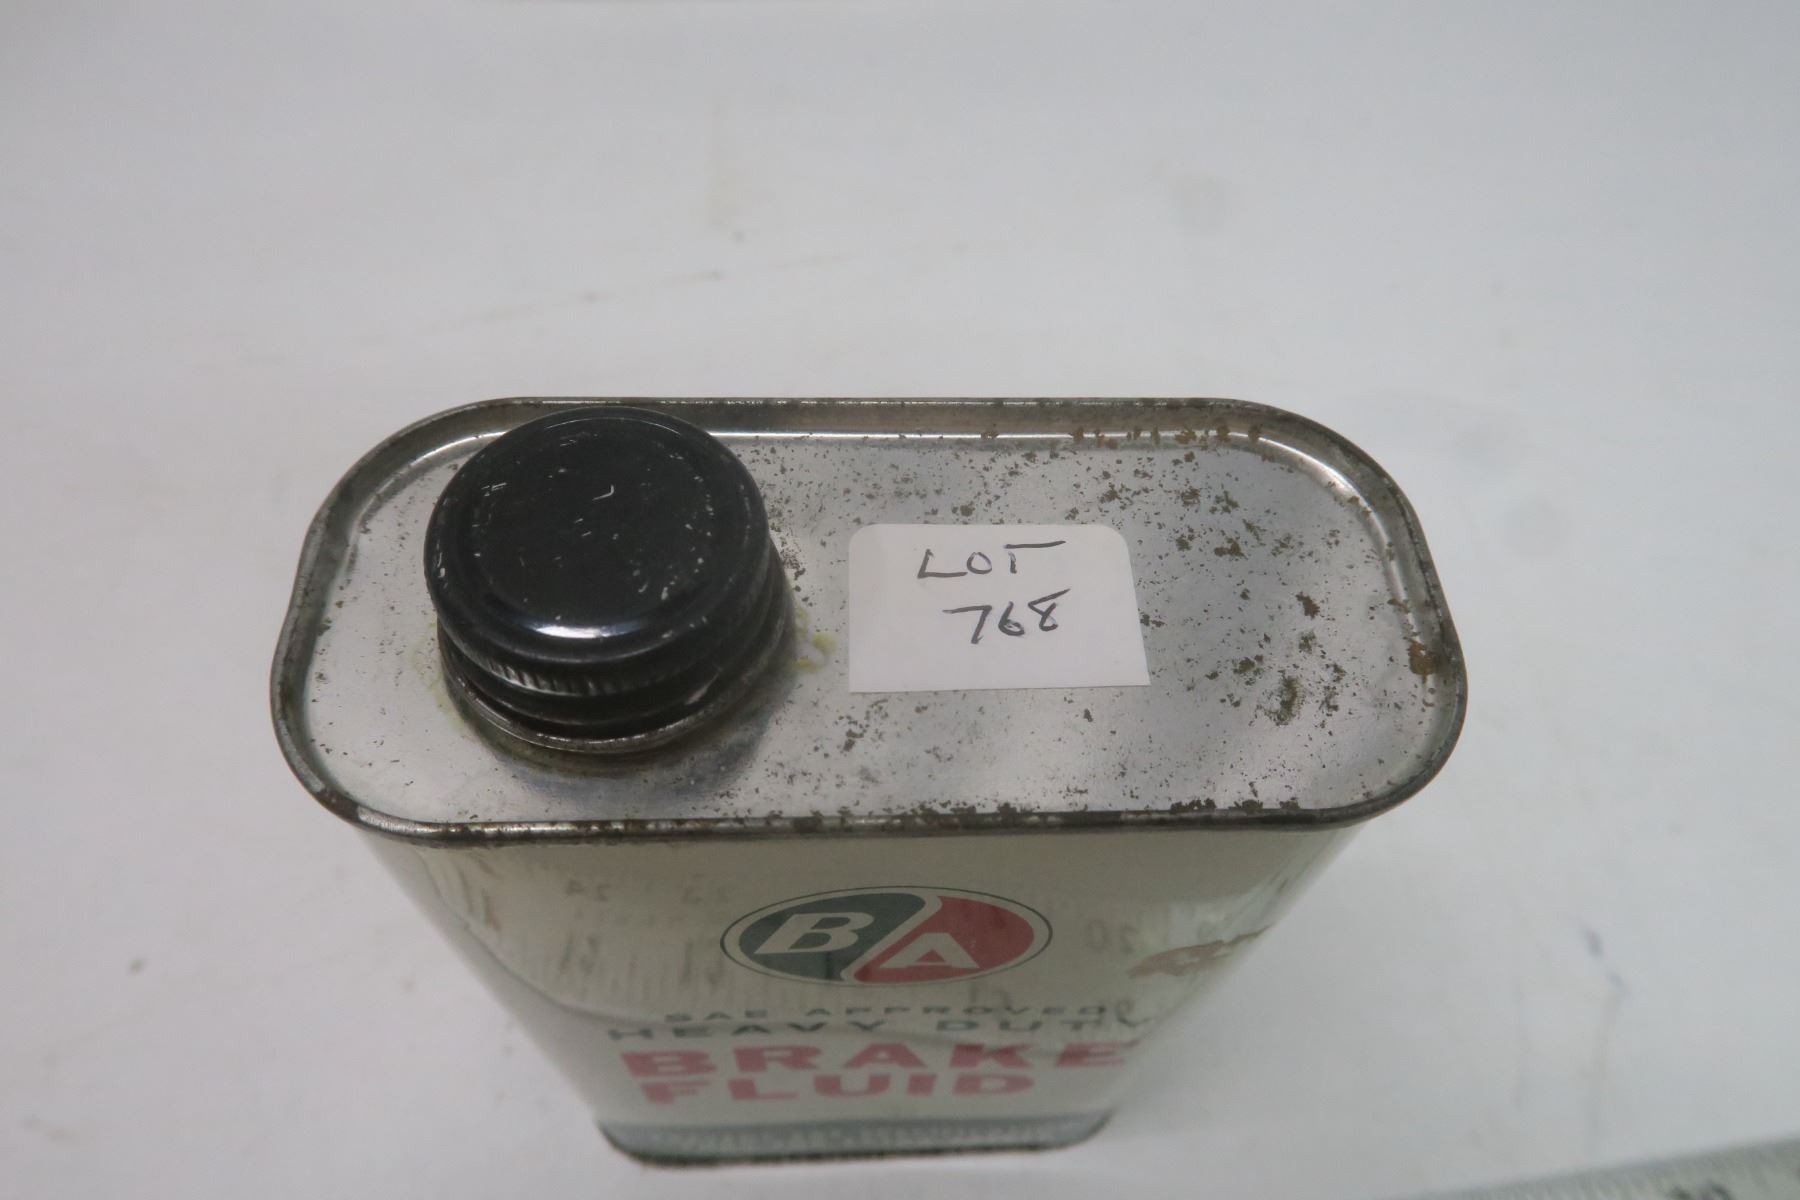 LOT
768
BA
SAE APPROVED
HEAVY DUTY
BRAKE
FLUID